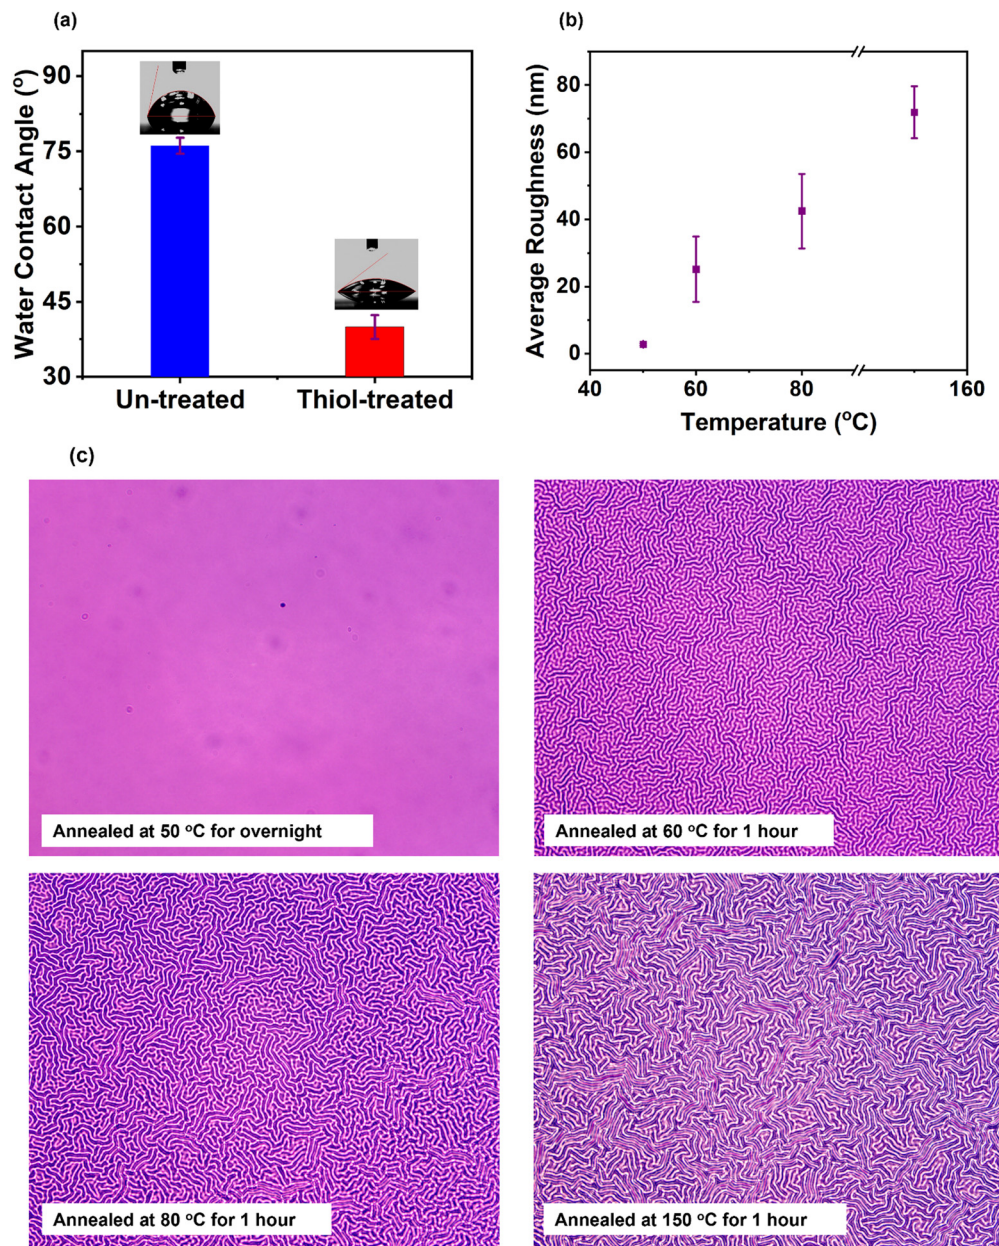 (a)
Water Contact Angle (°)
90
75
60
45
30
Un-treated
Thiol-treated
(b)
Average Roughness (nm)
80
60
40
20
0
40
60
80
160
Temperature (°C)
(c)
Annealed at 50 °C for overnight
Annealed at 60 °C for 1 hour
Annealed at 80 °C for 1 hour
Annealed at 150 °C for 1 hour